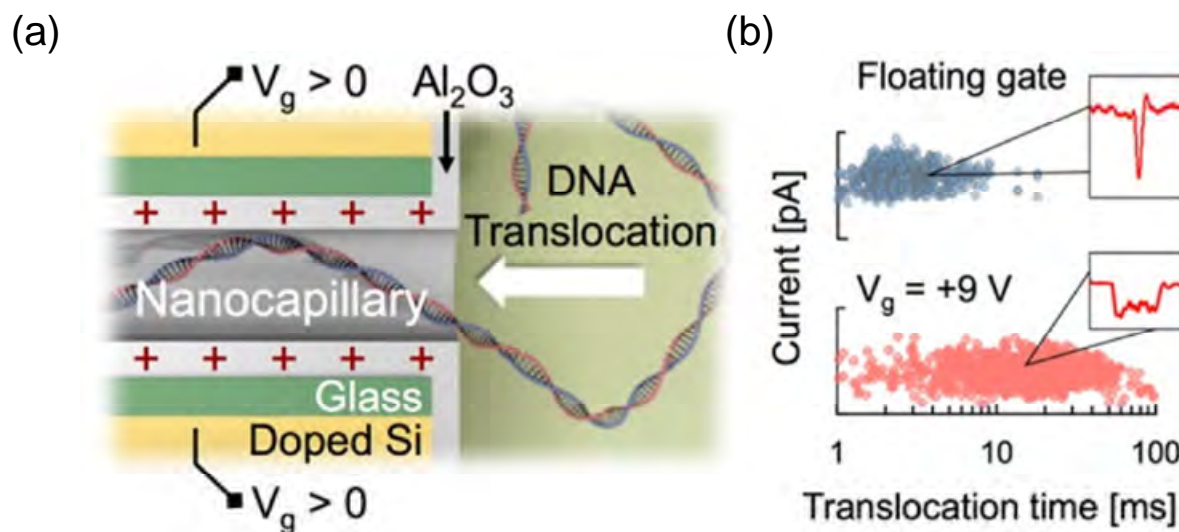 (a)
V_g > 0
Al₂O₃
DNA
Translocation
+ + + + +
Nanocapillary
+ + + + +
Glass
Doped Si
V_g > 0
(b)
Floating gate
Current [pA]
V_g = +9 V
1 10 100
Translocation time [ms]